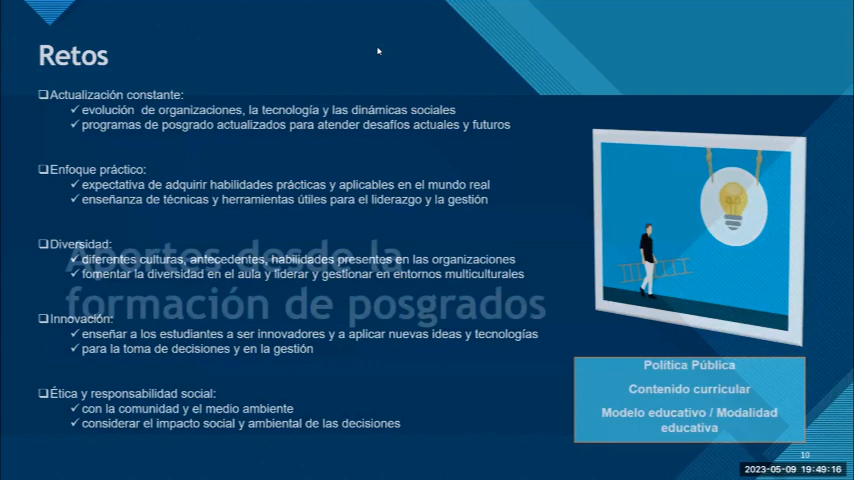 Retos
Actualización constante:
evolución de organizaciones, la tecnología y las dinámicas sociales
programas de posgrado actualizados para atender desafíos actuales y futuros
Enfoque práctico:
expectativa de adquirir habilidades prácticas y aplicables en el mundo real
enseñanza de técnicas y herramientas útiles para el liderazgo y la gestión
Diversidad:
diferentes culturas, antecedentes, habilidades presentes en las organizaciones
fomentar la diversidad en el aula y liderar y gestionar en entornos multiculturales
Aportes desde la
formación de posgrados
Innovación:
enseñar a los estudiantes a ser innovadores y a aplicar nuevas ideas y tecnologías
para la toma de decisiones y en la gestión
Ética y responsabilidad social:
con la comunidad y el medio ambiente
considerar el impacto social y ambiental de las decisiones
Política Pública
Contenido curricular
Modelo educativo / Modalidad
educativa
10
2023-05-09 19:49:16